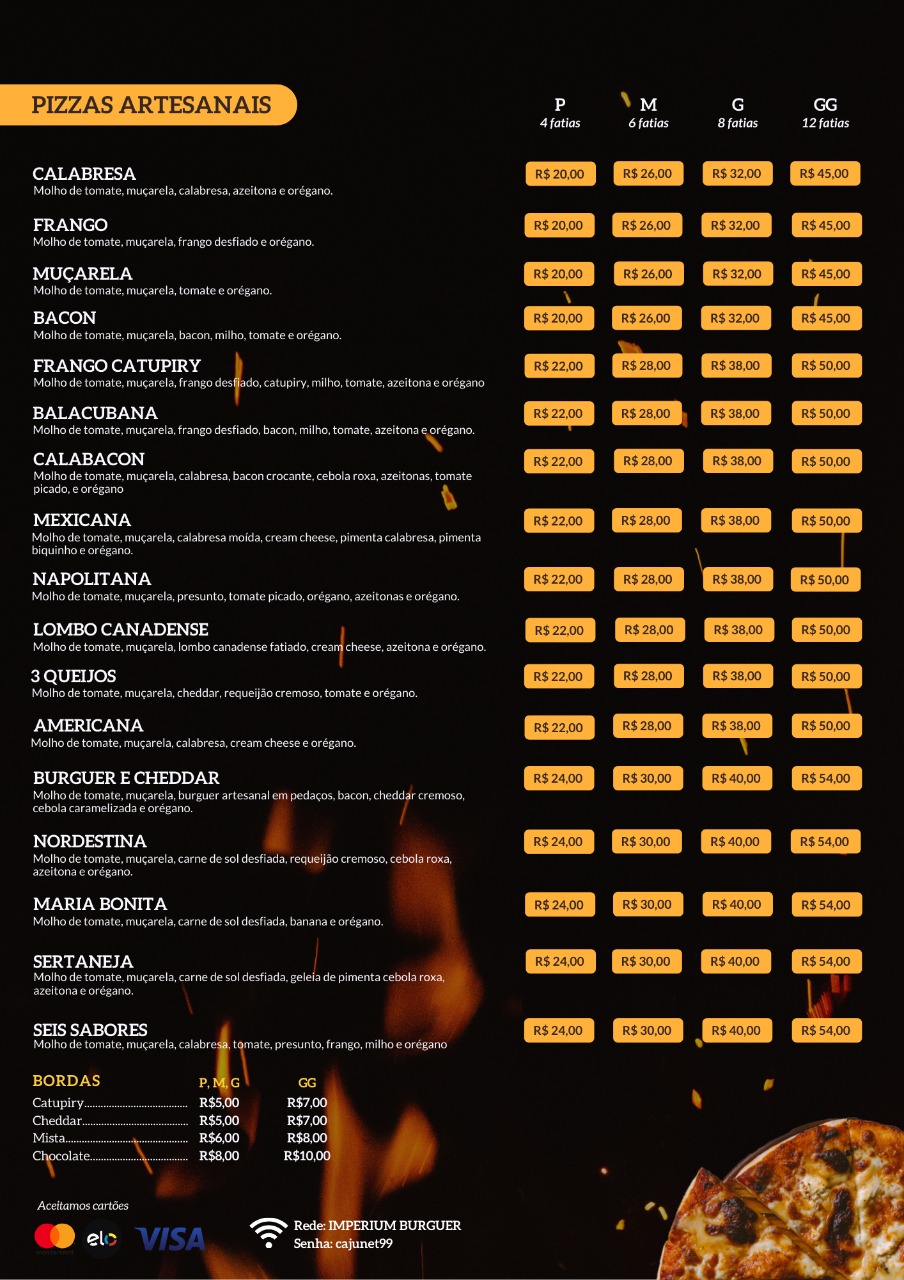 PIZZAS ARTESANAIS
P M G GG
4 fatias 6 fatias 8 fatias 12 fatias
CALABRESA R$ 20,00 R$ 26,00 R$ 32,00 R$ 45,00
Molho de tomate, muçarela, calabresa, azeitona e orégano.
FRANGO R$ 20,00 R$ 26,00 R$ 32,00 R$ 45,00
Molho de tomate, muçarela, frango desfiado e orégano.
MUÇARELA R$ 20,00 R$ 26,00 R$ 32,00 R$ 45,00
Molho de tomate, muçarela, tomate e orégano.
BACON R$ 20,00 R$ 26,00 R$ 32,00 R$ 45,00
Molho de tomate, muçarela, bacon, milho, tomate e orégano.
FRANGO CATUPIRY R$ 22,00 R$ 28,00 R$ 38,00 R$ 50,00
Molho de tomate, muçarela, frango desfiado, catupiry, milho, tomate, azeitona e orégano
BALACUBANA R$ 22,00 R$ 28,00 R$ 38,00 R$ 50,00
Molho de tomate, muçarela, frango desfiado, bacon, milho, tomate, azeitona e orégano.
CALABACON R$ 22,00 R$ 28,00 R$ 38,00 R$ 50,00
Molho de tomate, muçarela, calabresa, bacon crocante, cebola roxa, azeitonas, tomate
picado, e orégano
MEXICANA R$ 22,00 R$ 28,00 R$ 38,00 R$ 50,00
Molho de tomate, muçarela, calabresa moída, cream cheese, pimenta calabresa, pimenta
biquinho e orégano.
NAPOLITANA R$ 22,00 R$ 28,00 R$ 38,00 R$ 50,00
Molho de tomate, muçarela, presunto, tomate picado, orégano, azeitonas e orégano.
LOMBO CANADENSE R$ 22,00 R$ 28,00 R$ 38,00 R$ 50,00
Molho de tomate, muçarela, lombo canadense fatiado, cream cheese, azeitona e orégano.
3 QUEIJOS R$ 22,00 R$ 28,00 R$ 38,00 R$ 50,00
Molho de tomate, muçarela, cheddar, requeijão cremoso, tomate e orégano.
AMERICANA R$ 22,00 R$ 28,00 R$ 38,00 R$ 50,00
Molho de tomate, muçarela, calabresa, cream cheese e orégano.
BURGUER E CHEDDAR R$ 24,00 R$ 30,00 R$ 40,00 R$ 54,00
Molho de tomate, muçarela, burguer artesanal em pedaços, bacon, cheddar cremoso,
cebola caramelizada e orégano.
NORDESTINA R$ 24,00 R$ 30,00 R$ 40,00 R$ 54,00
Molho de tomate, muçarela, carne de sol desfiada, requeijão cremoso, cebola roxa,
azeitona e orégano.
MARIA BONITA R$ 24,00 R$ 30,00 R$ 40,00 R$ 54,00
Molho de tomate, muçarela, carne de sol desfiada, banana e orégano.
SERTANEJA R$ 24,00 R$ 30,00 R$ 40,00 R$ 54,00
Molho de tomate, muçarela, carne de sol desfiada, geleia de pimenta cebola roxa,
azeitona e orégano.
SEIS SABORES R$ 24,00 R$ 30,00 R$ 40,00 R$ 54,00
Molho de tomate, muçarela, calabresa, tomate, presunto, frango, milho e orégano
BORDAS P, M, G GG
Catupiry................................... R$5,00 R$7,00
Cheddar................................... R$5,00 R$7,00
Mista......................................... R$6,00 R$8,00
Chocolate................................. R$8,00 R$10,00
Aceitamos cartões
elo VISA
Rede: IMPERIUM BURGUER
Senha: cajunet99